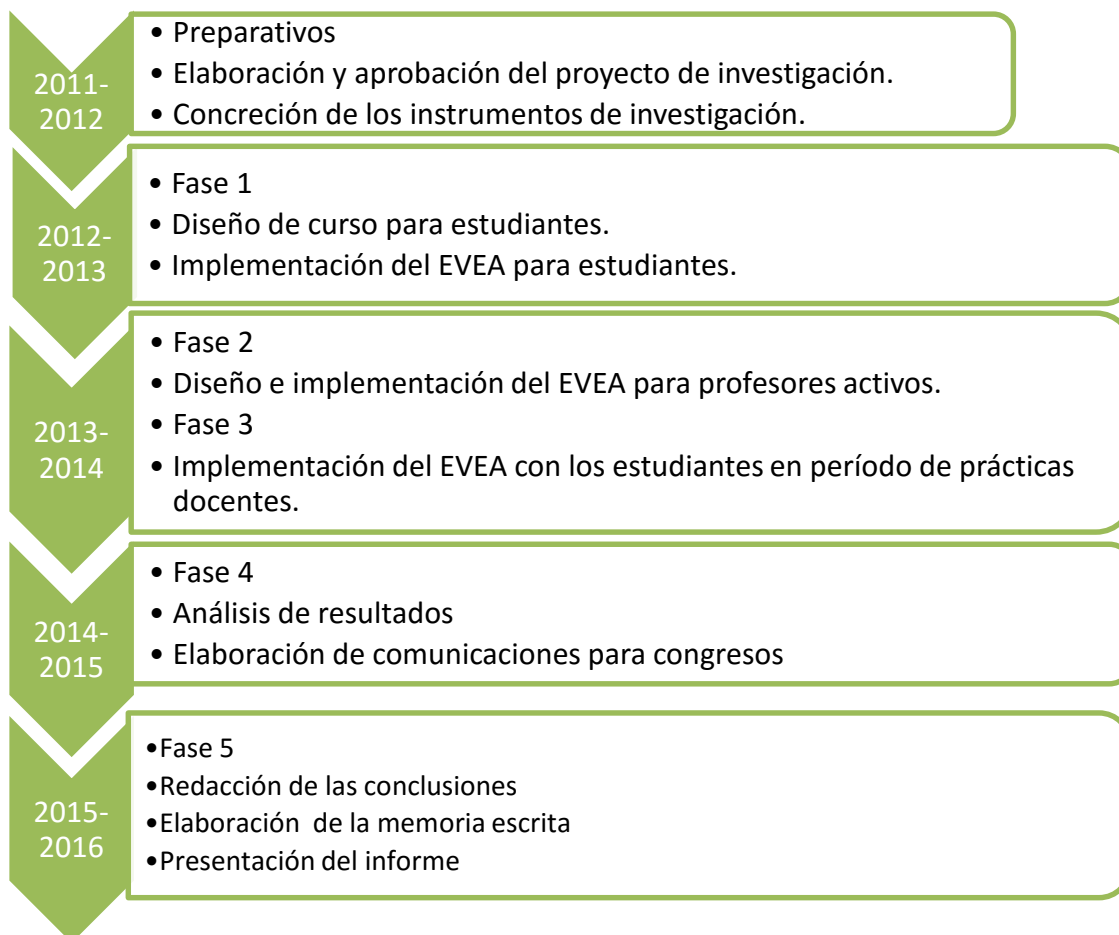 2011-
2012
• Preparativos
• Elaboración y aprobación del proyecto de investigación.
• Concreción de los instrumentos de investigación.
2012-
2013
• Fase 1
• Diseño de curso para estudiantes.
• Implementación del EVEA para estudiantes.
2013-
2014
• Fase 2
• Diseño e implementación del EVEA para profesores activos.
• Fase 3
• Implementación del EVEA con los estudiantes en período de prácticas
docentes.
2014-
2015
• Fase 4
• Análisis de resultados
• Elaboración de comunicaciones para congresos
2015-
2016
•Fase 5
•Redacción de las conclusiones
•Elaboración de la memoria escrita
•Presentación del informe